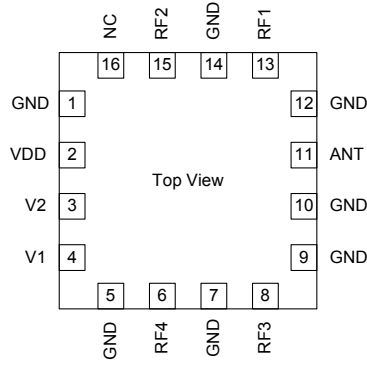 NC RF2 GND RF1
16 15 14 13
GND 1 12 GND
VDD 2 11 ANT
Top View
V2 3 10 GND
V1 4 9 GND
5 6 7 8
GND RF4 GND RF3